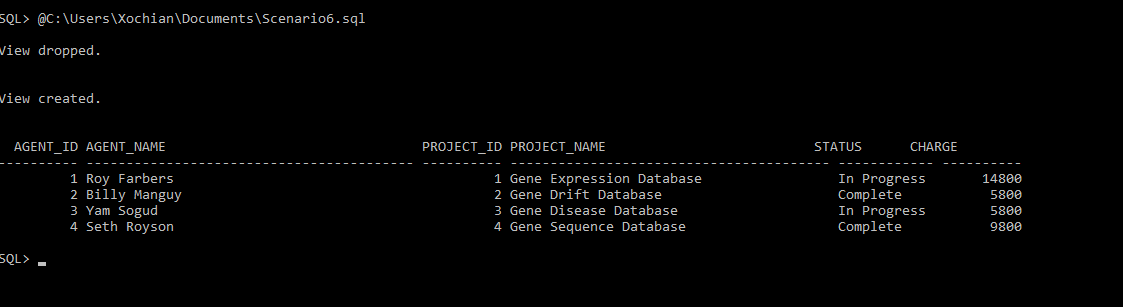 SQL> @C:\Users\Xochian\Documents\Scenario6.sql
View dropped.
View created.
AGENT_ID AGENT_NAME PROJECT_ID PROJECT_NAME STATUS CHARGE
---------- ----------------------------------------- ---------- ---------------------------------------- ------------ ----------
1 Roy Farbers 1 Gene Expression Database In Progress 14800
2 Billy Manguy 2 Gene Drift Database Complete 5800
3 Yam Sogud 3 Gene Disease Database In Progress 5800
4 Seth Royson 4 Gene Sequence Database Complete 9800
SQL>